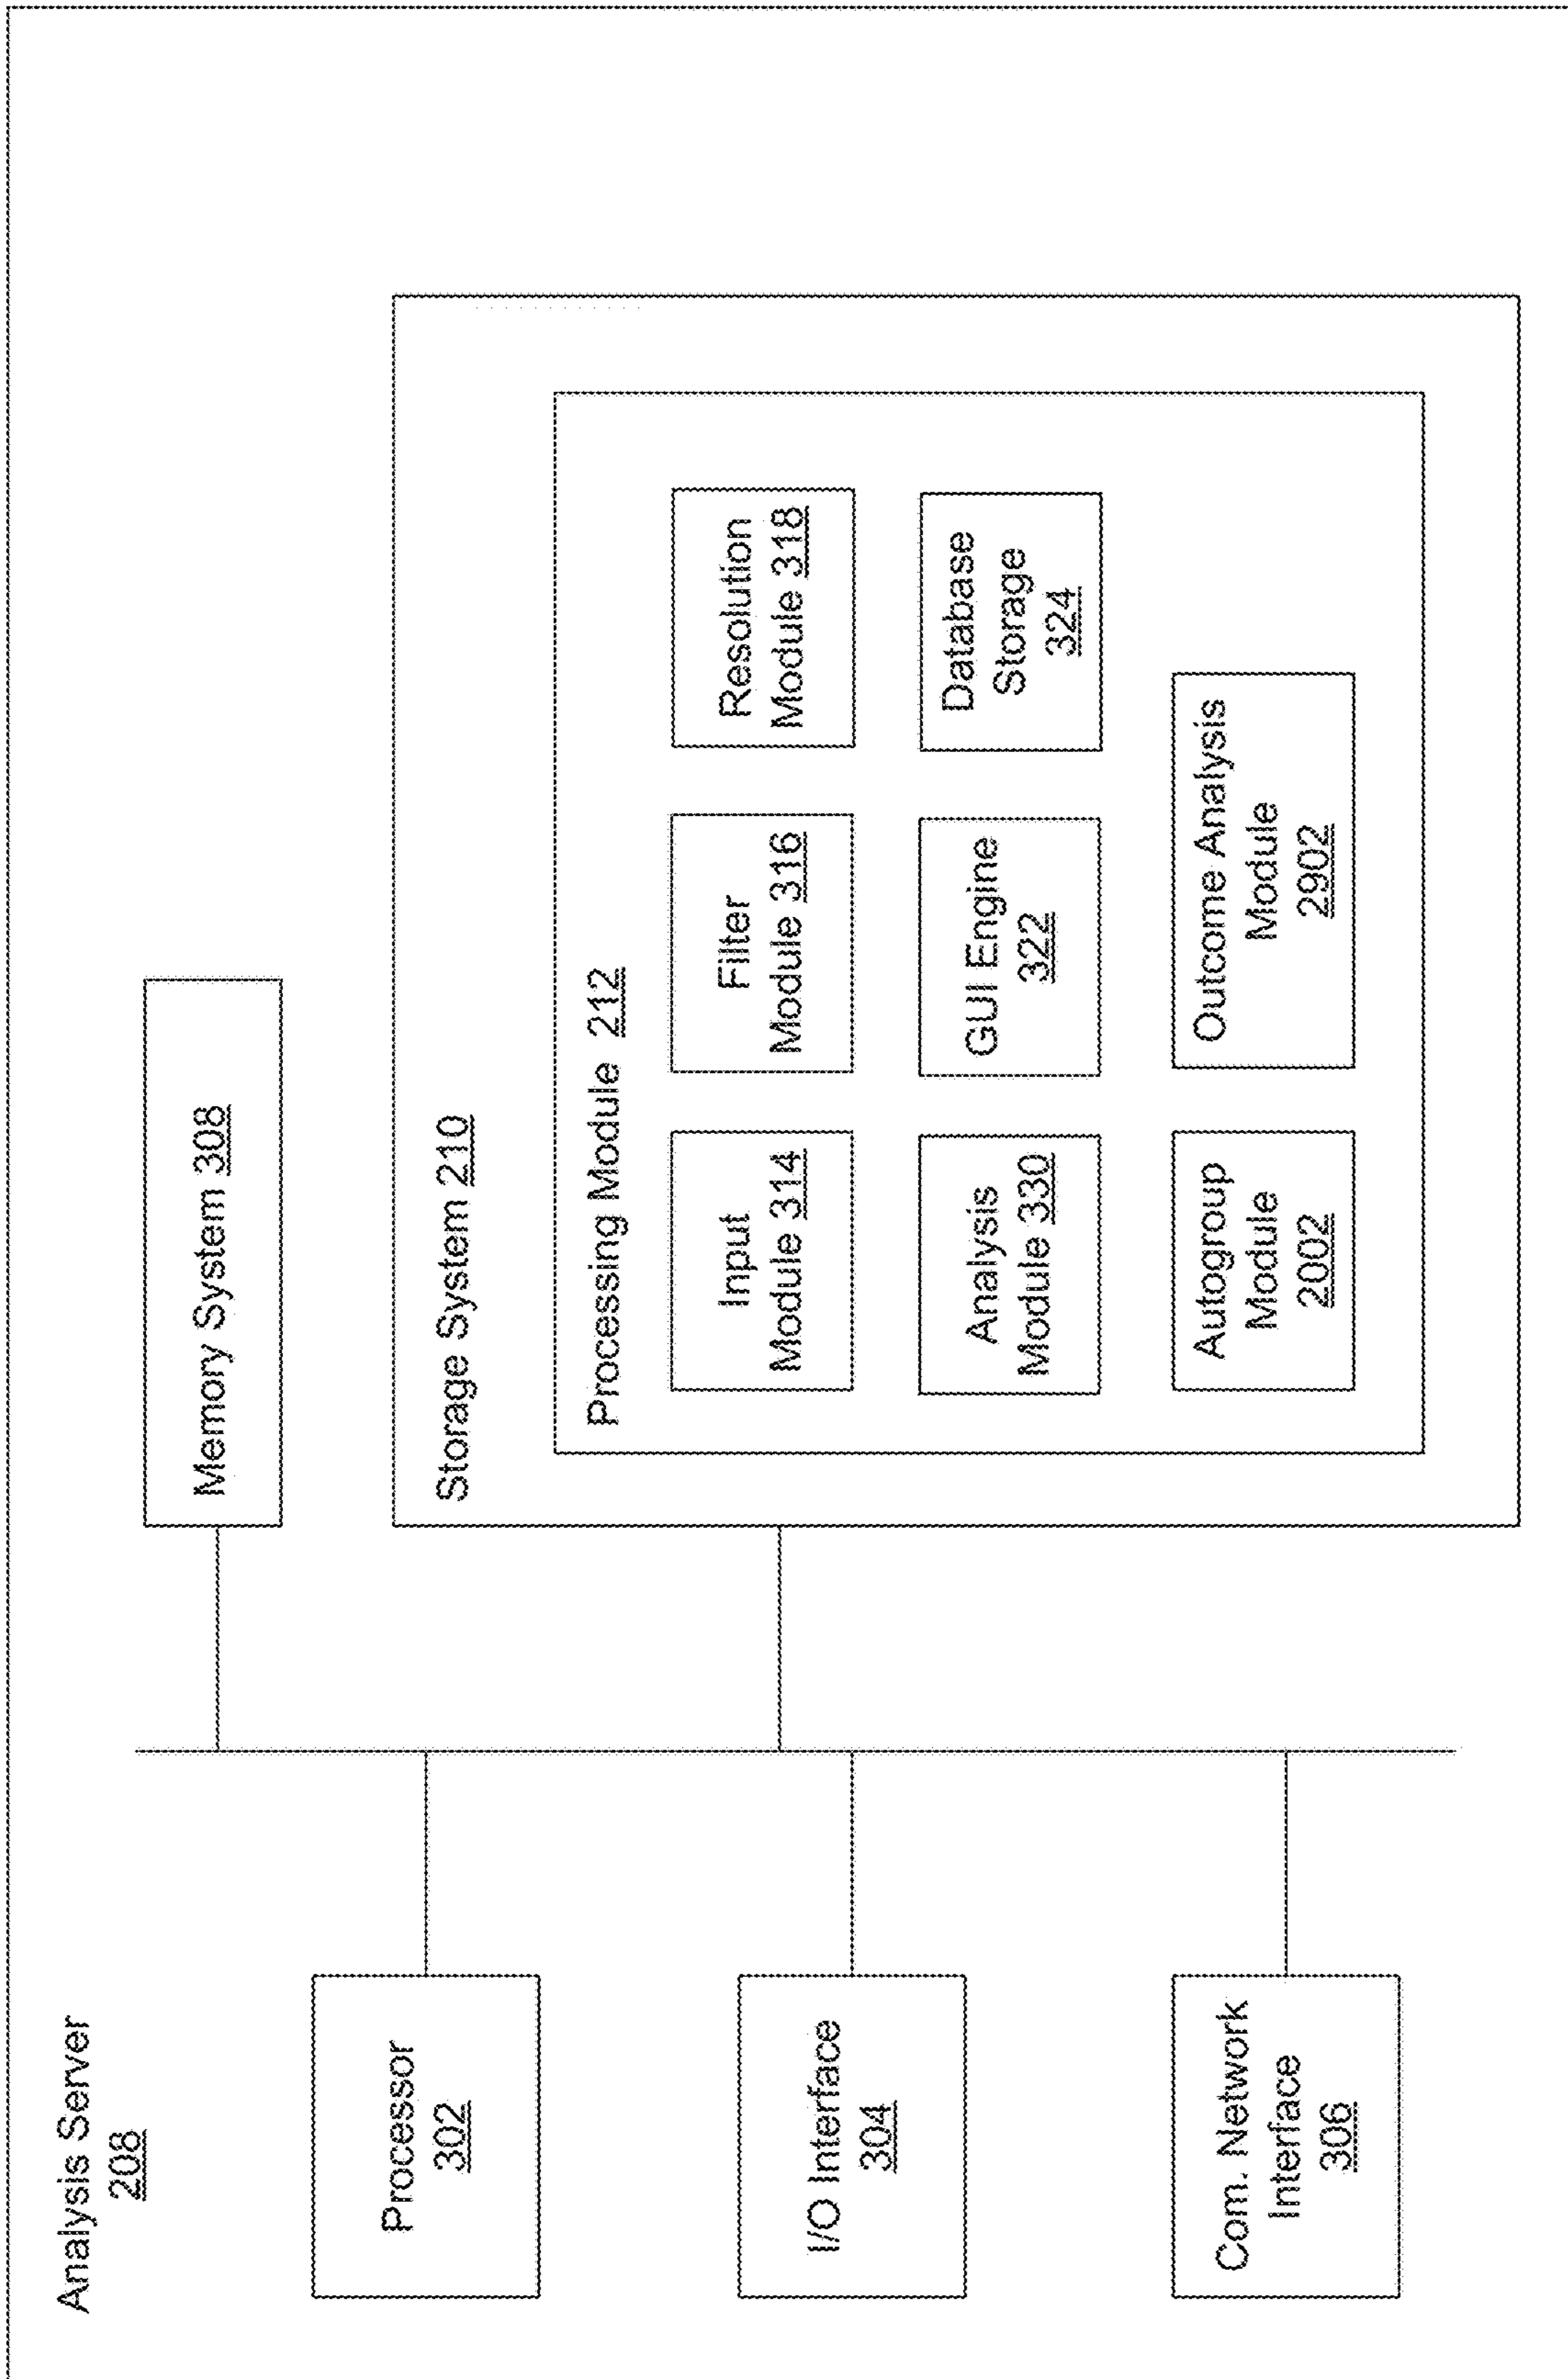 Analysis Server
208
Memory System 308
Processor
302
Storage System 210
Processing Module 212
Input
Module 314
Filter
Module 316
Resolution
Module 318
I/O Interface
304
Analysis
Module 330
GUI Engine
322
Database
Storage
324
Com. Network
Interface
306
Autogroup
Module
2002
Outcome Analysis
Module
2902